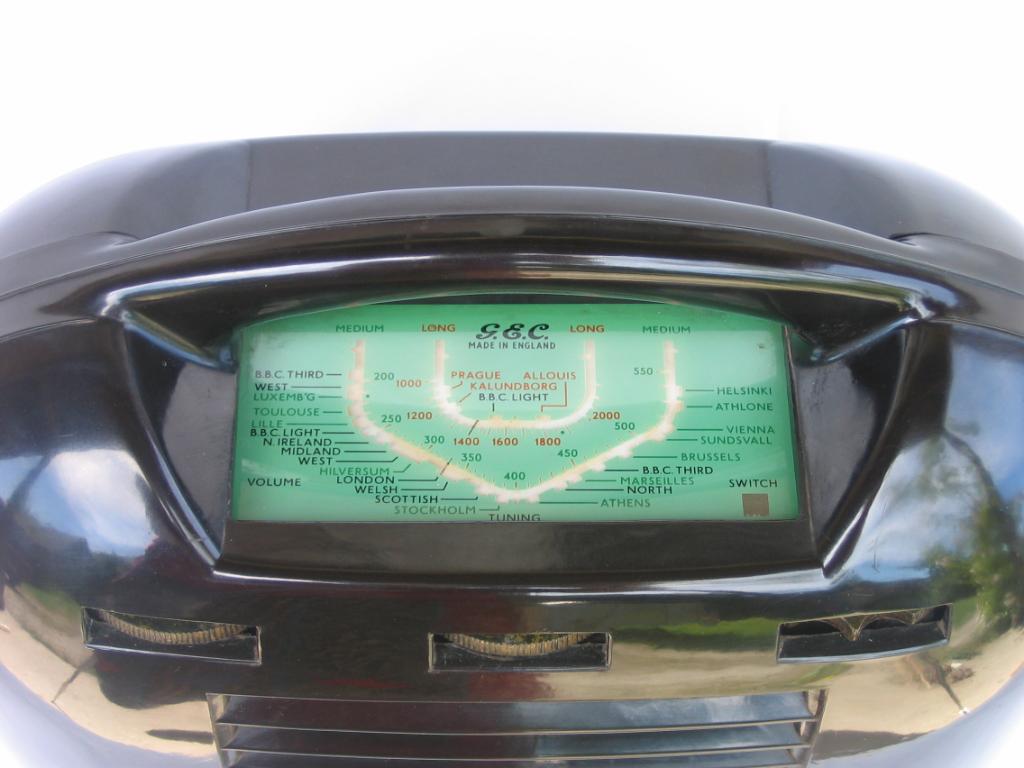 MEDIUM LONG G.E.C. LONG MEDIUM
MADE IN ENGLAND
B.B.C. THIRD 200 1000 PRAGUE ALLOUIS 550
WEST KALUNDBORG HELSINKI
LUXEMB'G B.B.C. LIGHT
TOULOUSE 250 1200 2000 ATHLONE
LILLE 500
B.B.C. LIGHT 300 1400 1600 1800 VIENNA
N. IRELAND SUNDSVALL
MIDLAND 350 450
WEST BRUSSELS
HILVERSUM 400 B.B.C. THIRD
LONDON MARSEILLES
VOLUME WELSH NORTH SWITCH
SCOTTISH ATHENS
STOCKHOLM
TUNING